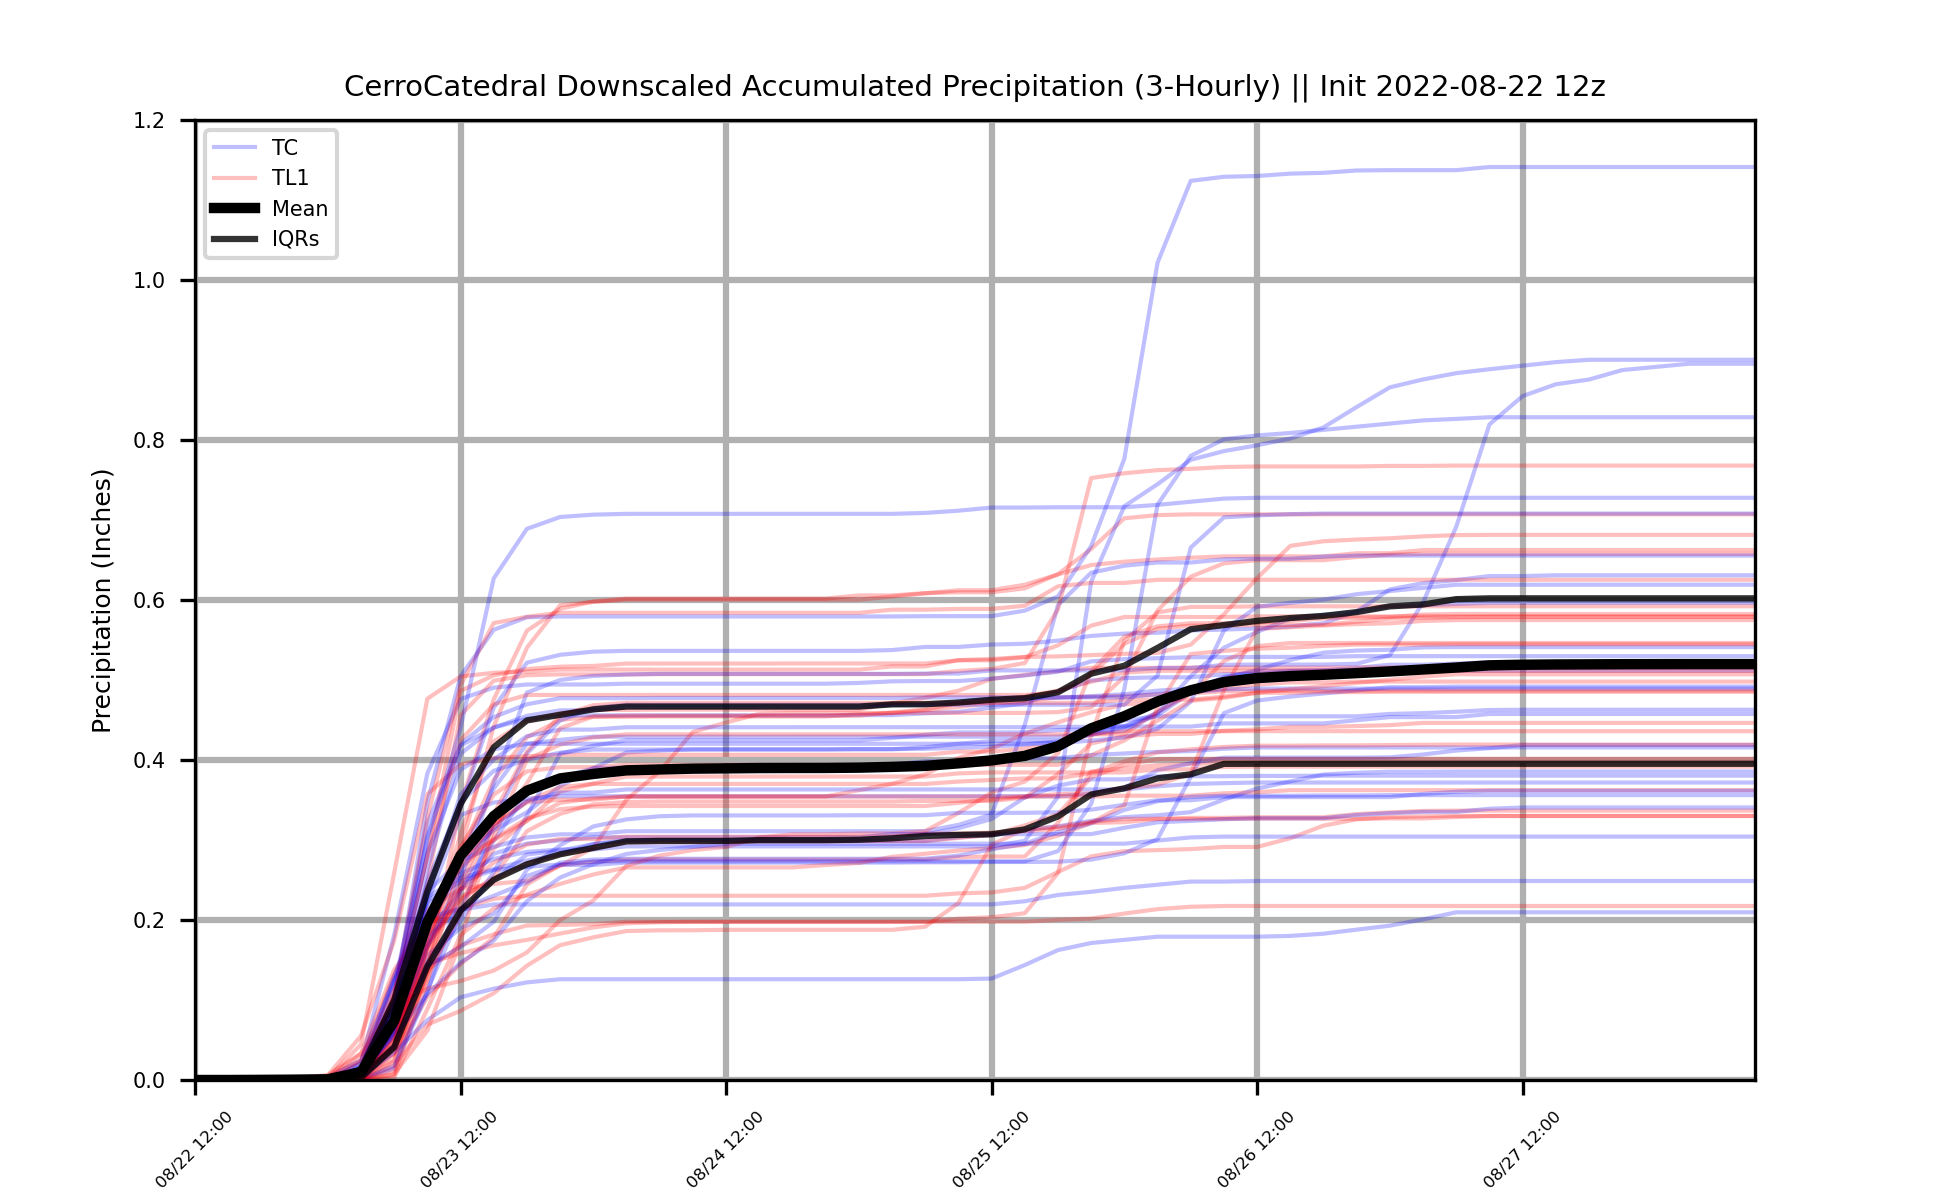 CerroCatedral Downscaled Accumulated Precipitation (3-Hourly) || Init 2022-08-22 12z
1.2
1.0
0.8
0.6
0.4
0.2
0.0
Precipitation (Inches)
TC
TL1
Mean
IQRs
08/22 12:00
08/23 12:00
08/24 12:00
08/25 12:00
08/26 12:00
08/27 12:00